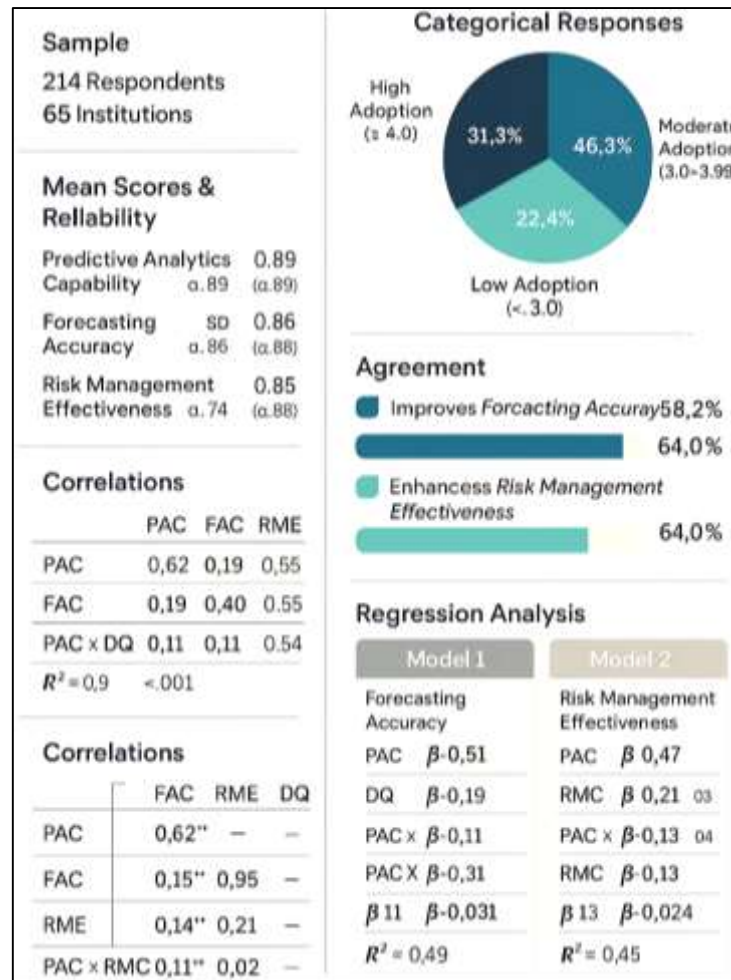 Sample
214 Respondents
65 Institutions
Mean Scores &
Rellability
Predictive Analytics 0.89
Capability α.89 (α.89)
Forecasting SD 0.86
Accuracy α.86 (α.88)
Risk Management 0.85
Effectiveness α.74 (α.88)
Correlations
PAC FAC RME
PAC 0,62 0,19 0,55
FAC 0,19 0,40 0.55
PAC x DQ 0,11 0,11 0.54
R² = 0,9 <.001
Correlations
FAC RME DQ
PAC 0,62** – –
FAC 0,15** 0,95 –
RME 0,14** 0,21 –
PAC x RMC 0,11** 0,02 –
Categorical Responses
High
Adoption
(≥ 4.0)
31,3%
46,3%
Moderate
Adoption
(3.0-3.99
22,4%
Low Adoption
(<.3.0)
Agreement
Improves Forcacting Accuray 58,2%
64,0%
Enhancess Risk Management
Effectiveness
64,0%
Regression Analysis
Model 1
Forecasting
Accuracy
PAC β-0,51
DQ β-0,19
PAC x β-0,11
PAC X β-0,31
β 11 β-0,031
R² = 0,49
Model 2
Risk Management
Effectiveness
PAC β 0,47
RMC β 0,21 03
PAC x β-0,13 04
RMC β-0,13
β 13 β-0,024
R² = 0,45